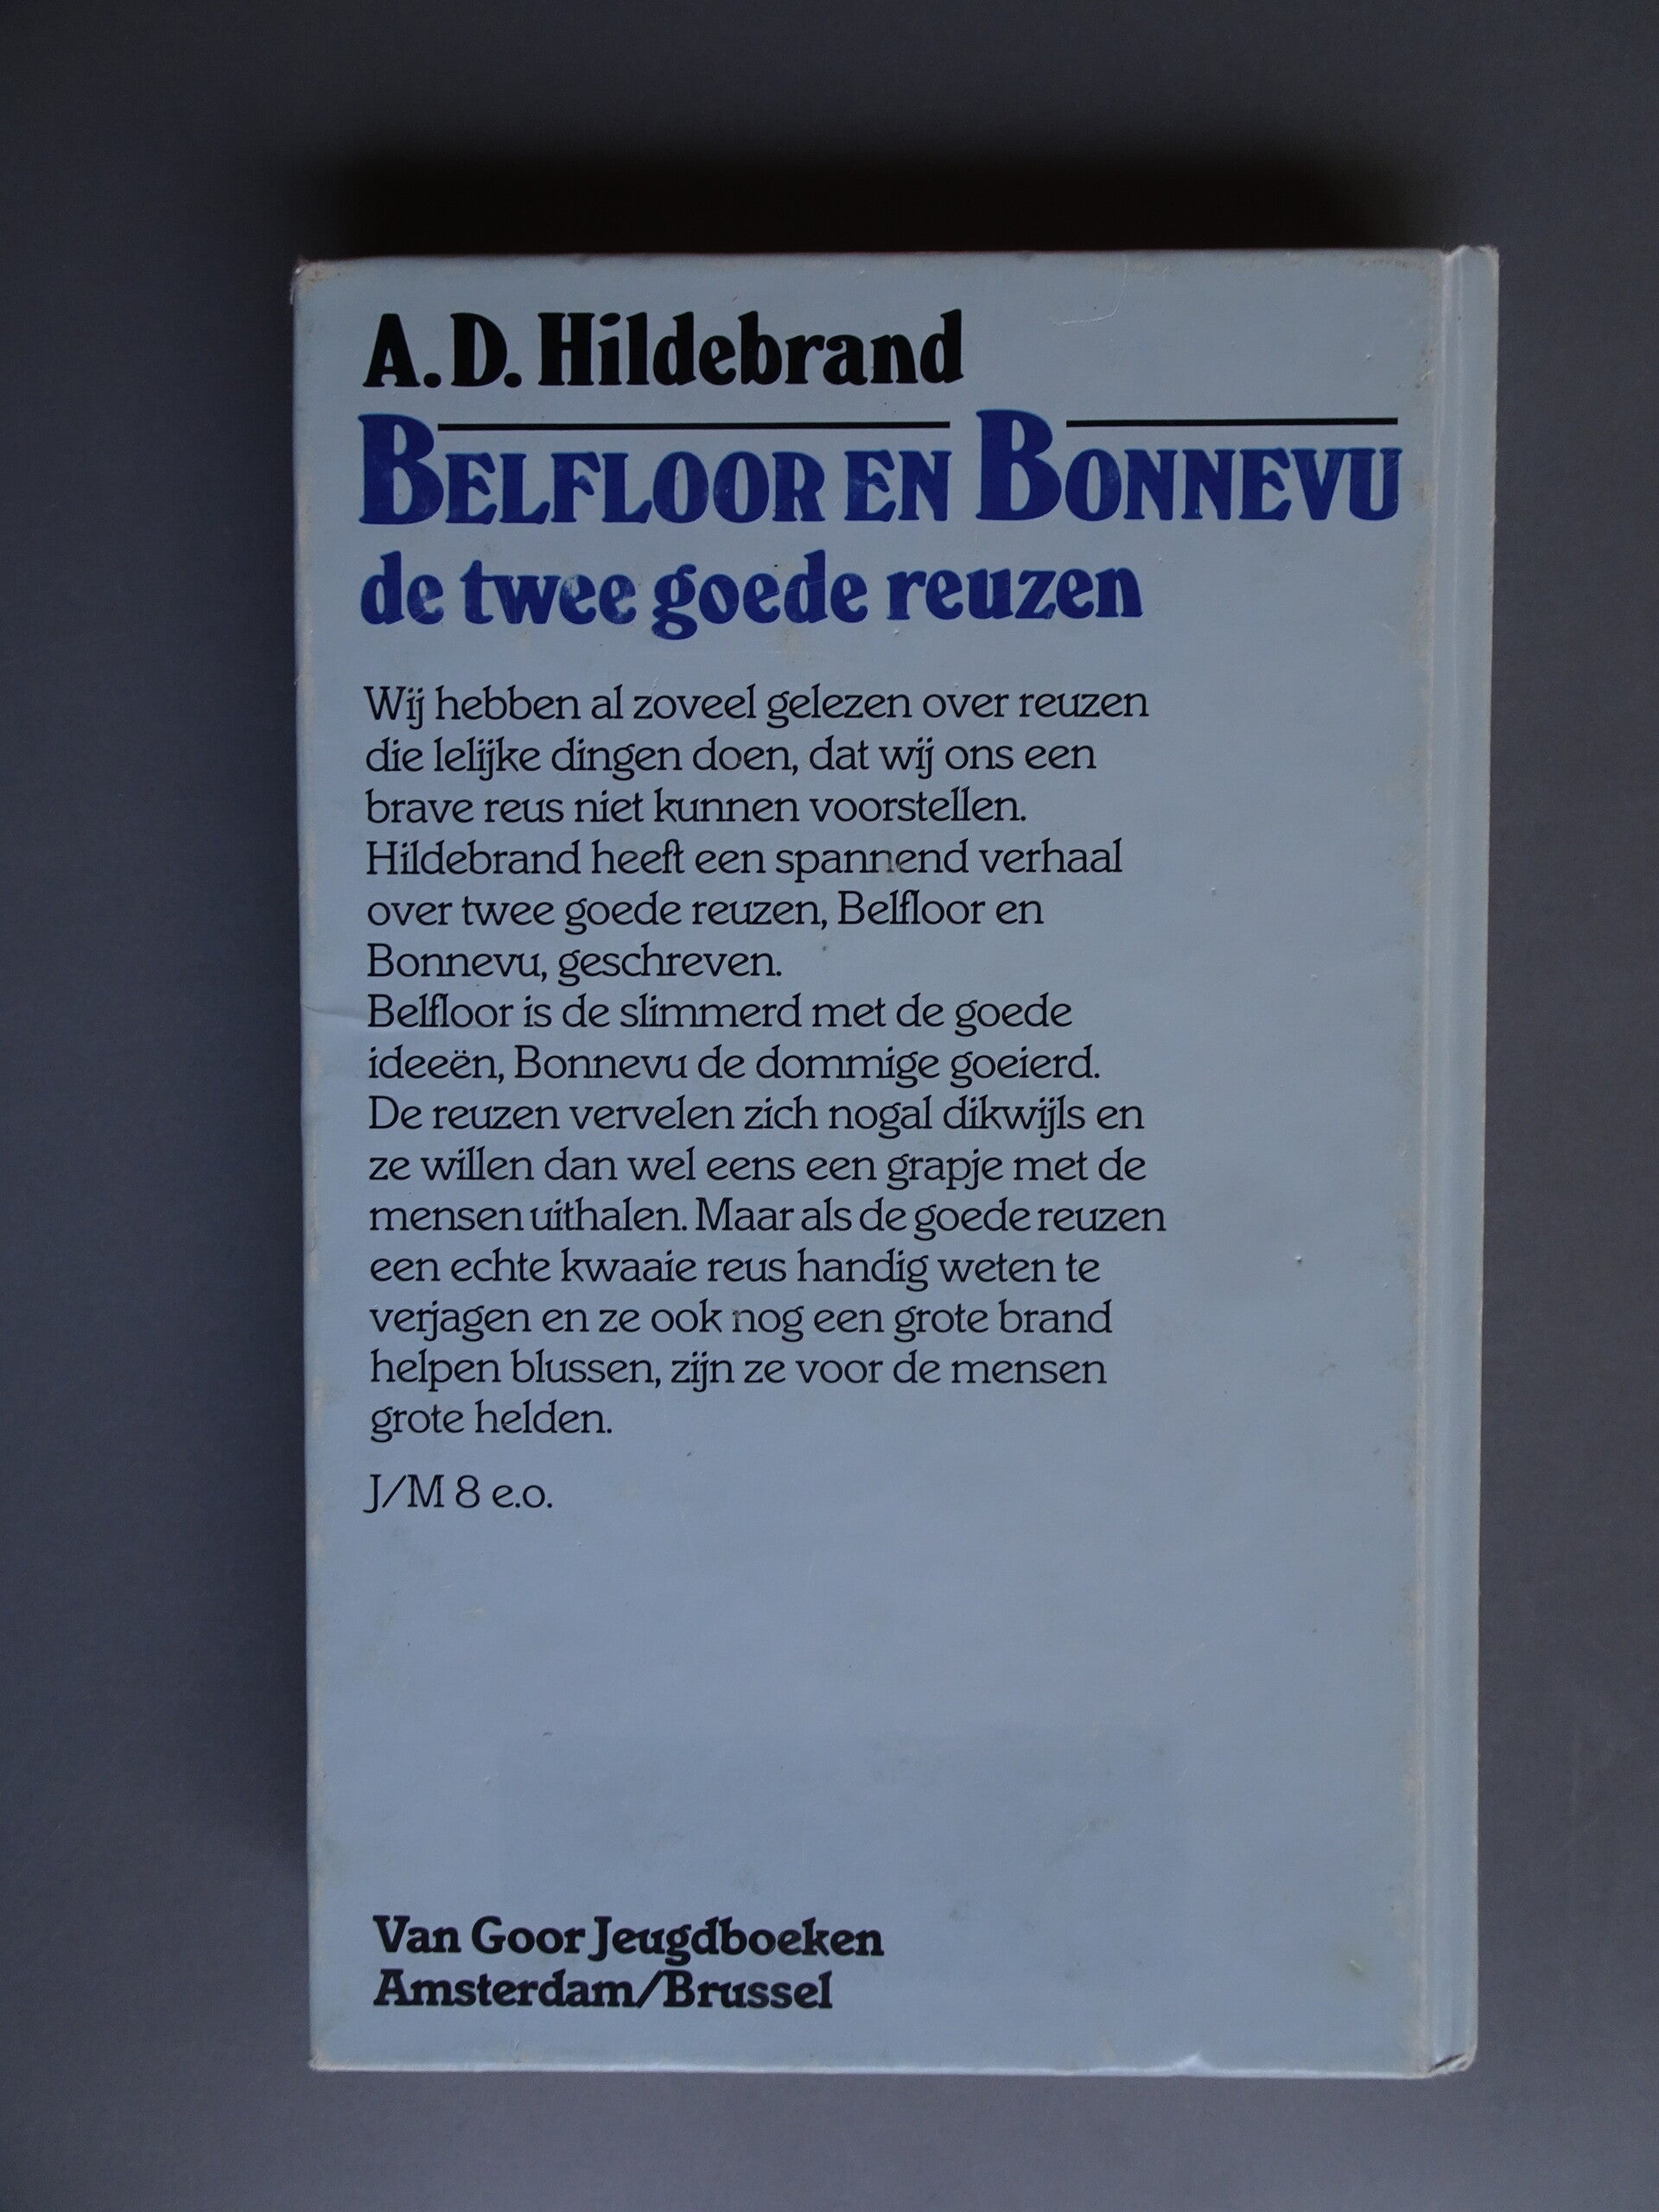 A.D. Hildebrand
BELFLOOR EN BONNEVU
de twee goede reuzen
Wij hebben al zoveel gelezen over reuzen
die lelijke dingen doen, dat wij ons een
brave reus niet kunnen voorstellen.
Hildebrand heeft een spannend verhaal
over twee goede reuzen, Belfloor en
Bonnevu, geschreven.
Belfloor is de slimmerd met de goede
ideeën, Bonnevu de dommige goeierd.
De reuzen vervelen zich nogal dikwijls en
ze willen dan wel eens een grapje met de
mensen uithalen. Maar als de goede reuzen
een echte kwaaie reus handig weten te
verjagen en ze ook nog een grote brand
helpen blussen, zijn ze voor de mensen
grote helden.
J/M 8 e.o.
Van Goor Jeugdboeken
Amsterdam/Brussel